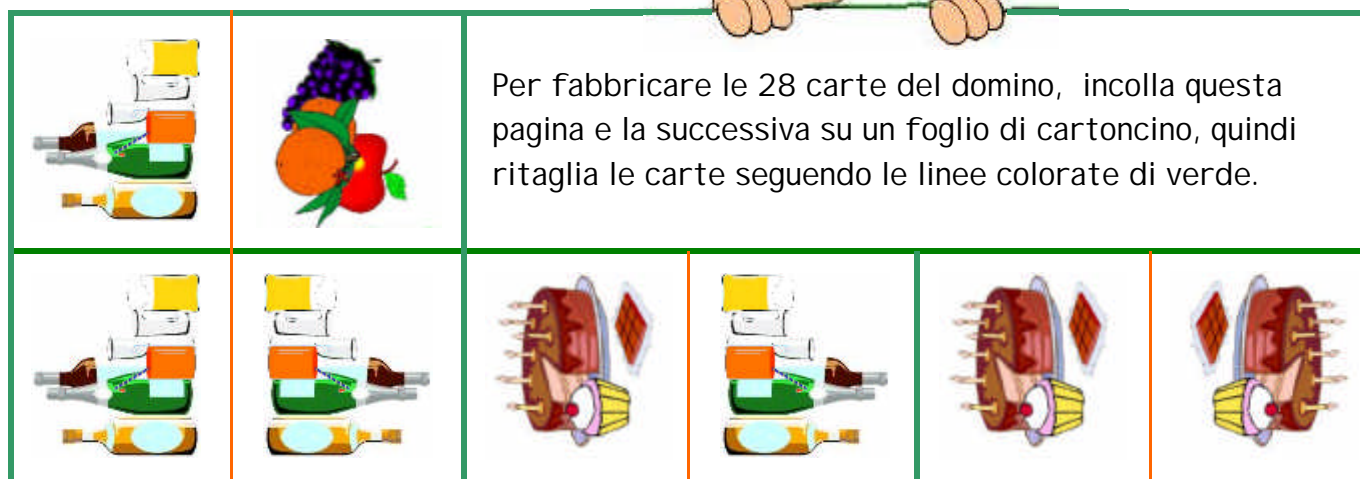 Per fabbricare le 28 carte del domino, incolla questa
pagina e la successiva su un foglio di cartoncino, quindi
ritaglia le carte seguendo le linee colorate di verde.